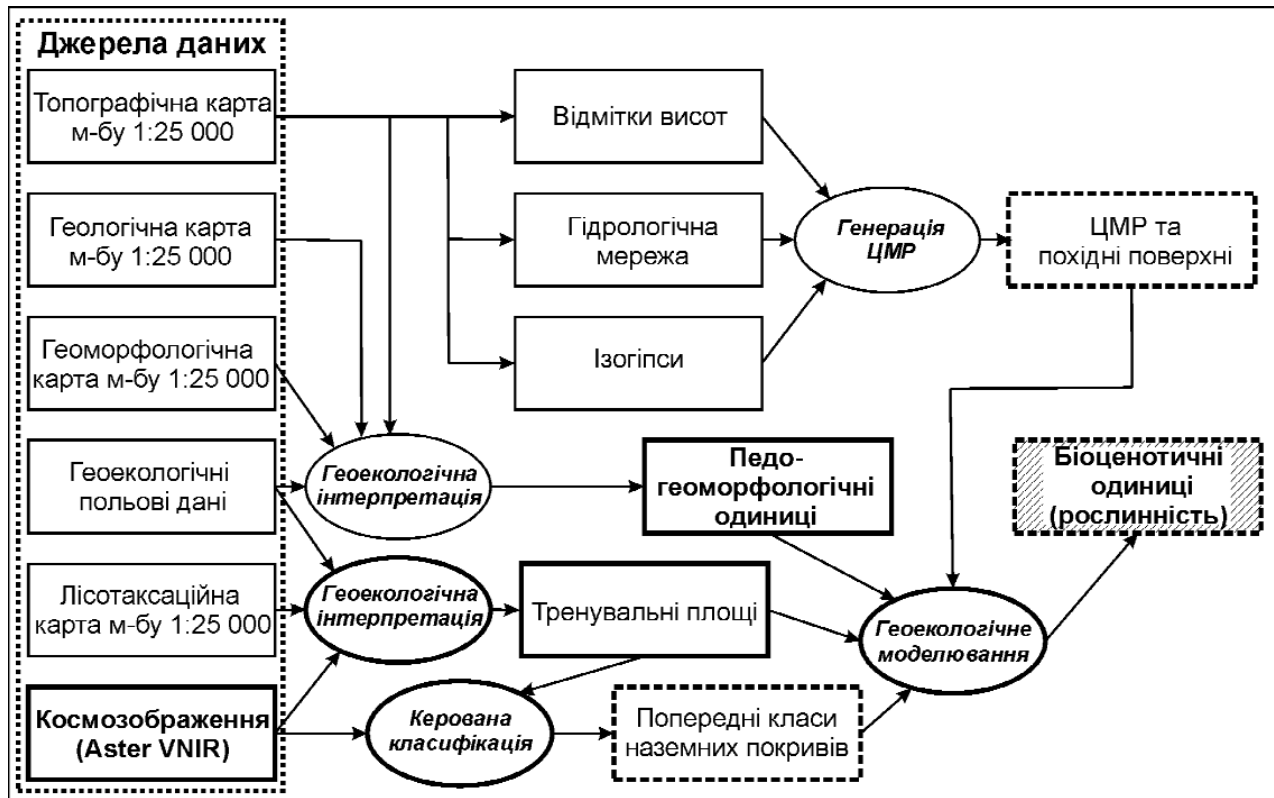 Джерела даних
Топографічна карта
м-бу 1:25 000
Відмітки висот
Геологічна карта
м-бу 1:25 000
Гідрологічна
мережа
Генерація
ЦМР
ЦМР та
похідні поверхні
Геоморфологічна
карта м-бу 1:25 000
Ізогіпси
Геоекологічні
польові дані
Геоекологічна
інтерпретація
Педо-
геоморфологічні
одиниці
Біоценотичні
одиниці
(рослинність)
Лісотаксаційна
карта м-бу 1:25 000
Геоекологічна
інтерпретація
Тренувальні площі
Геоекологічне
моделювання
Космозображення
(Aster VNIR)
Керована
класифікація
Попередні класи
наземних покривів